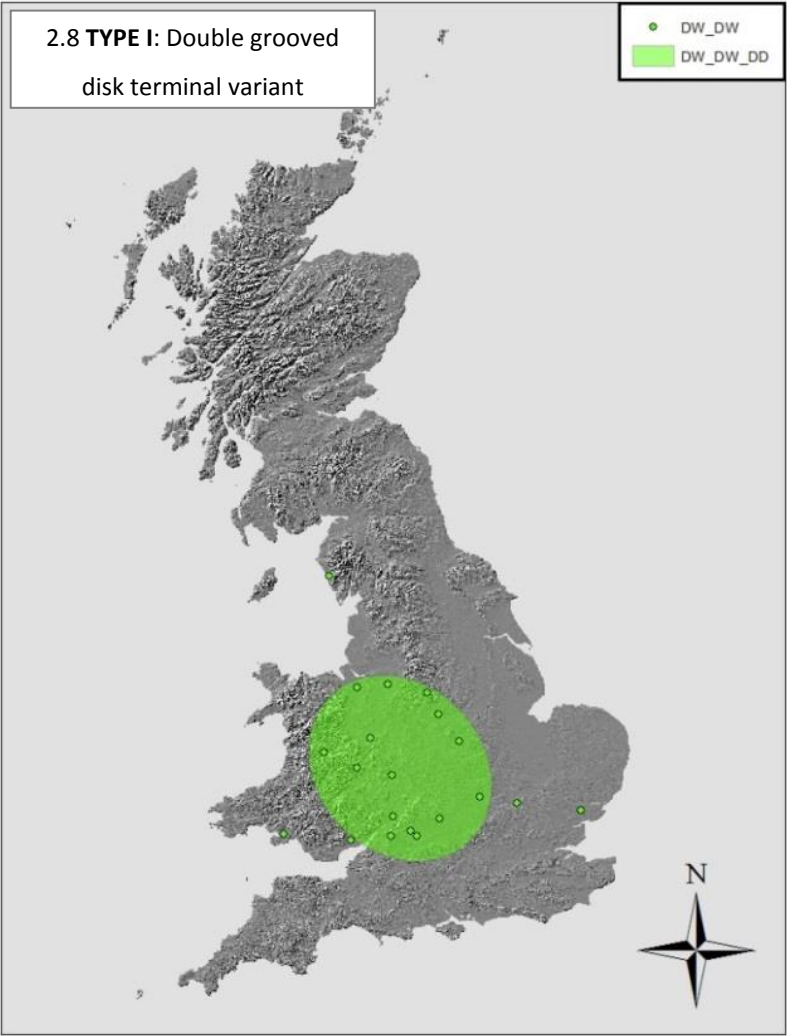 2.8 TYPE I: Double grooved
disk terminal variant
DW_DW
DW_DW_DD
N